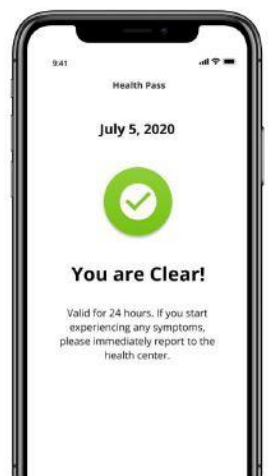 9:41
Health Pass
July 5, 2020
You are Clear!
Valid for 24 hours. If you start
experiencing any symptoms,
please immediately report to the
health center.